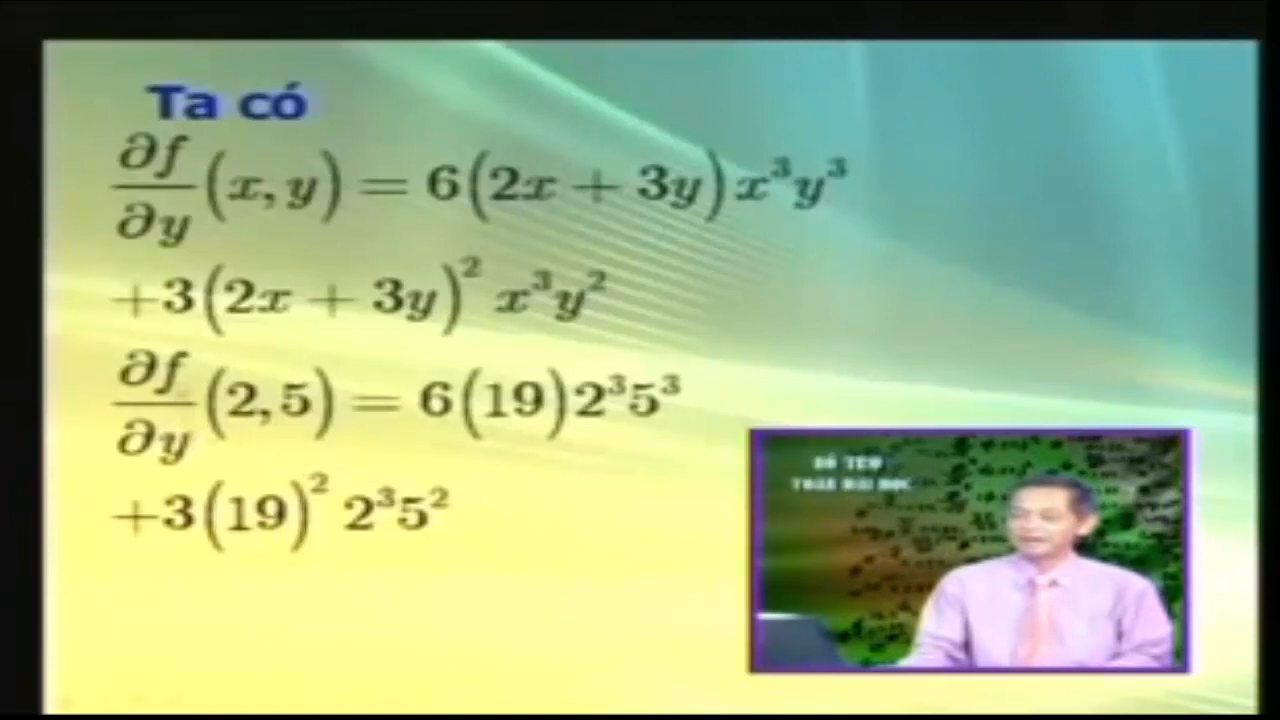 Ta có
∂f/∂y (x, y) = 6(2x + 3y)x³y³
+3(2x + 3y)² x³y²
∂f/∂y (2, 5) = 6(19)2³5³
+3(19)² 2³5²